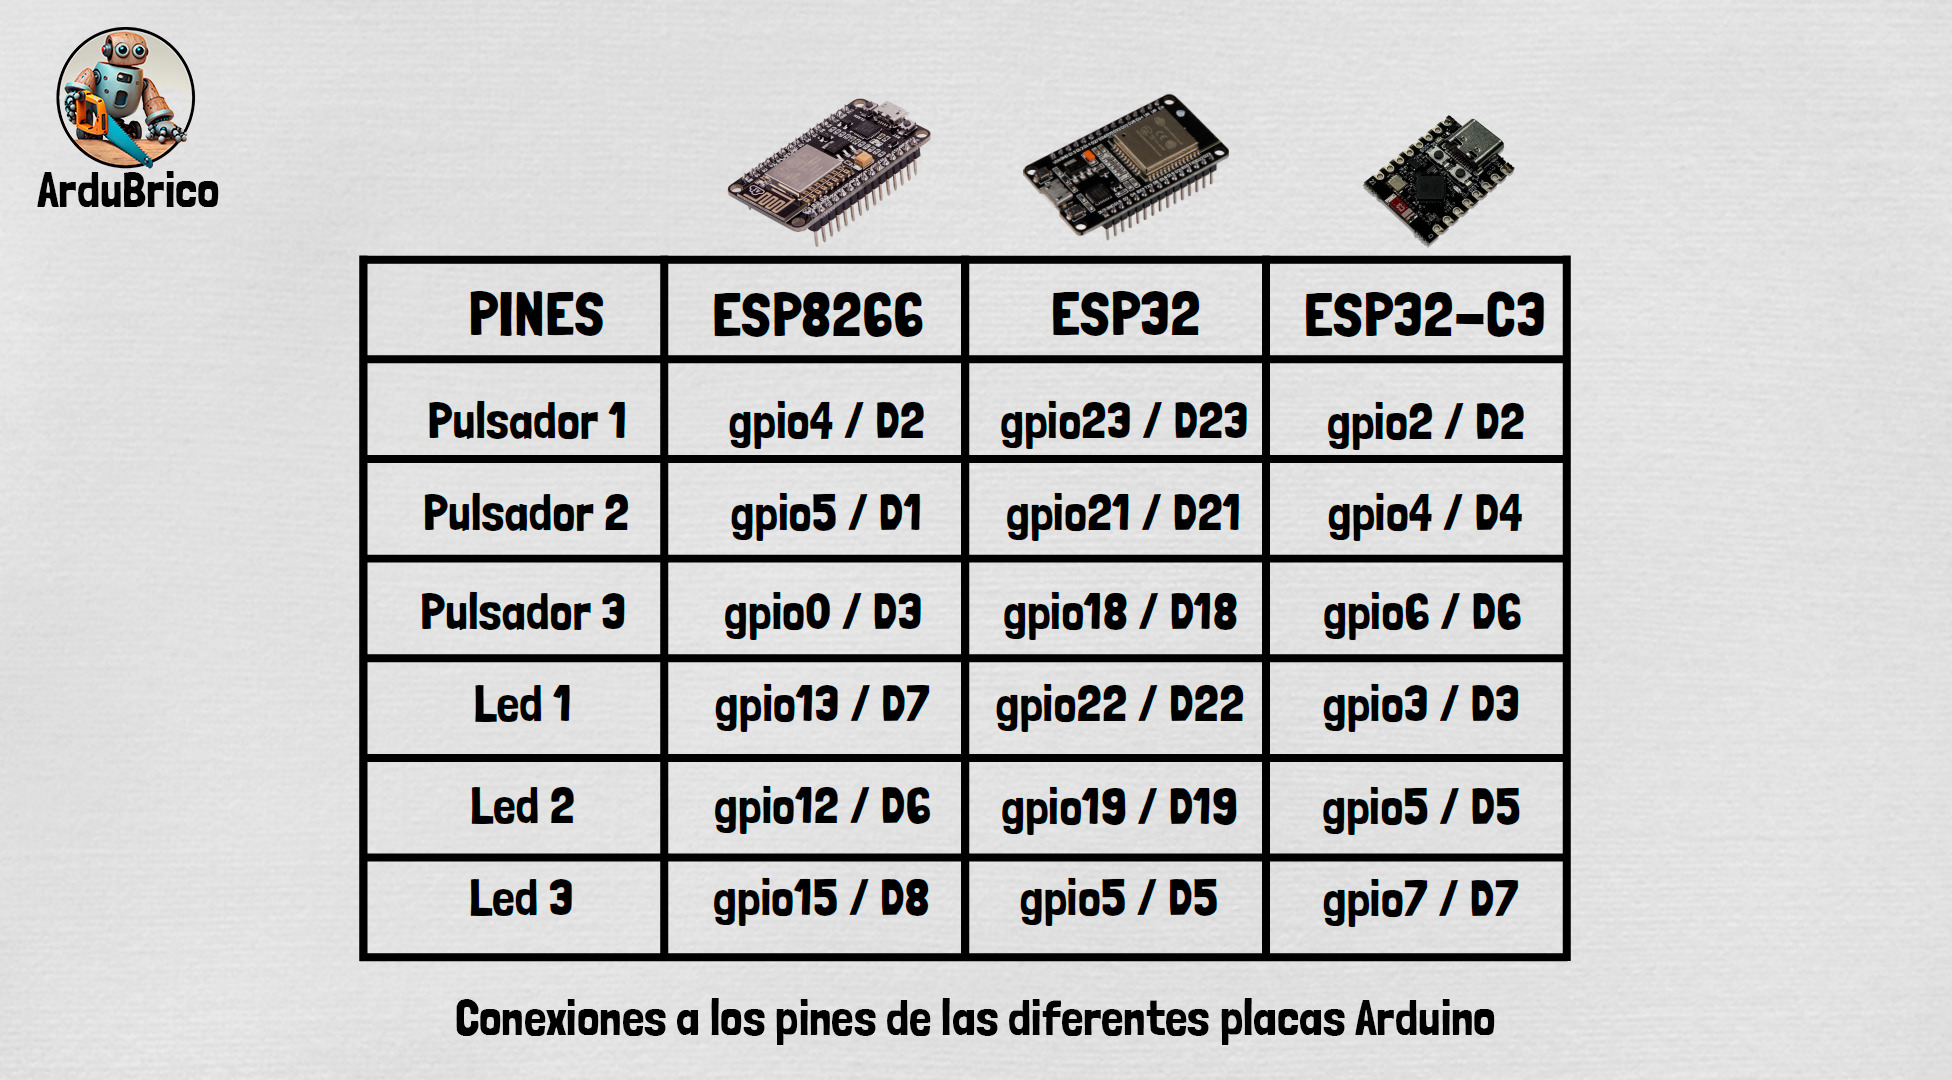 ArduBrico
PINES ESP8266 ESP32 ESP32-C3
Pulsador 1 gpio4 / D2 gpio23 / D23 gpio2 / D2
Pulsador 2 gpio5 / D1 gpio21 / D21 gpio4 / D4
Pulsador 3 gpio0 / D3 gpio18 / D18 gpio6 / D6
Led 1 gpio13 / D7 gpio22 / D22 gpio3 / D3
Led 2 gpio12 / D6 gpio19 / D19 gpio5 / D5
Led 3 gpio15 / D8 gpio5 / D5 gpio7 / D7
Conexiones a los pines de las diferentes placas Arduino